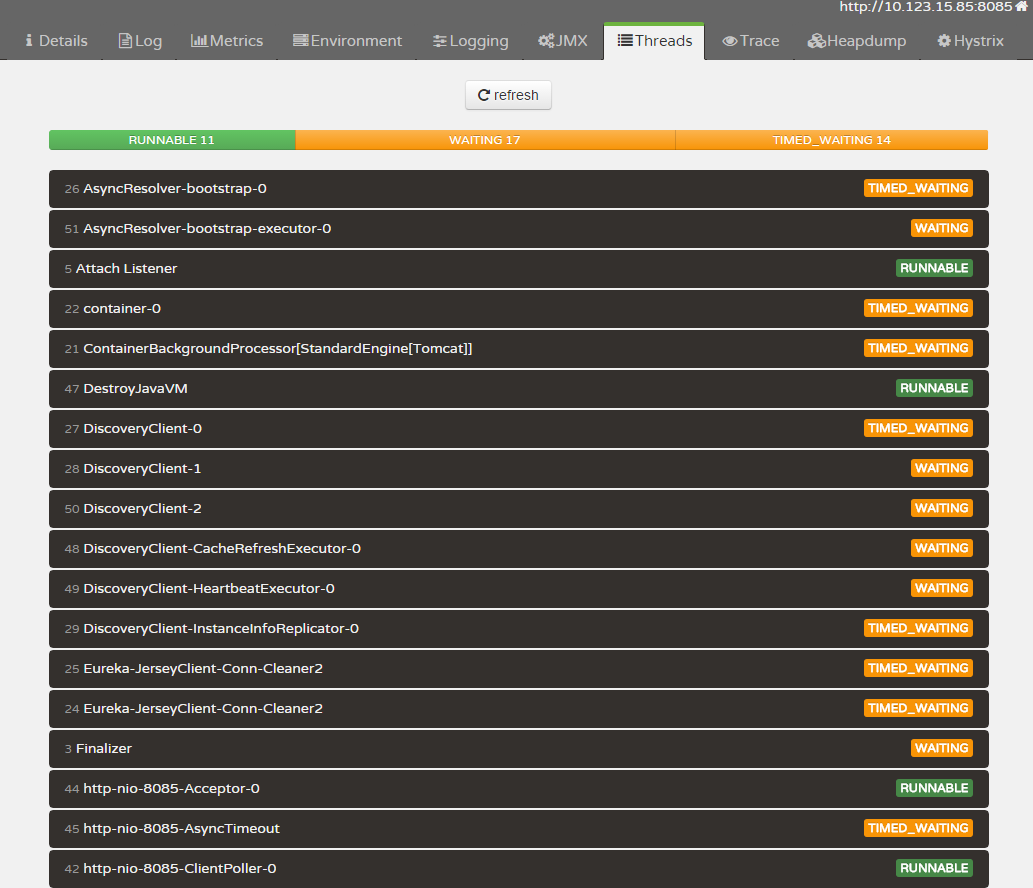 http://10.123.15.85:8085
Details Log Metrics Environment Logging JMX Threads Trace Heapdump Hystrix
refresh
RUNNABLE 11 WAITING 17 TIMED_WAITING 14
26 AsyncResolver-bootstrap-0 TIMED_WAITING
51 AsyncResolver-bootstrap-executor-0 WAITING
5 Attach Listener RUNNABLE
22 container-0 TIMED_WAITING
21 ContainerBackgroundProcessor[StandardEngine[Tomcat]] TIMED_WAITING
47 DestroyJavaVM RUNNABLE
27 DiscoveryClient-0 TIMED_WAITING
28 DiscoveryClient-1 WAITING
50 DiscoveryClient-2 WAITING
48 DiscoveryClient-CacheRefreshExecutor-0 WAITING
49 DiscoveryClient-HeartbeatExecutor-0 WAITING
29 DiscoveryClient-InstanceInfoReplicator-0 TIMED_WAITING
25 Eureka-JerseyClient-Conn-Cleaner2 TIMED_WAITING
24 Eureka-JerseyClient-Conn-Cleaner2 TIMED_WAITING
3 Finalizer WAITING
44 http-nio-8085-Acceptor-0 RUNNABLE
45 http-nio-8085-AsyncTimeout TIMED_WAITING
42 http-nio-8085-ClientPoller-0 RUNNABLE